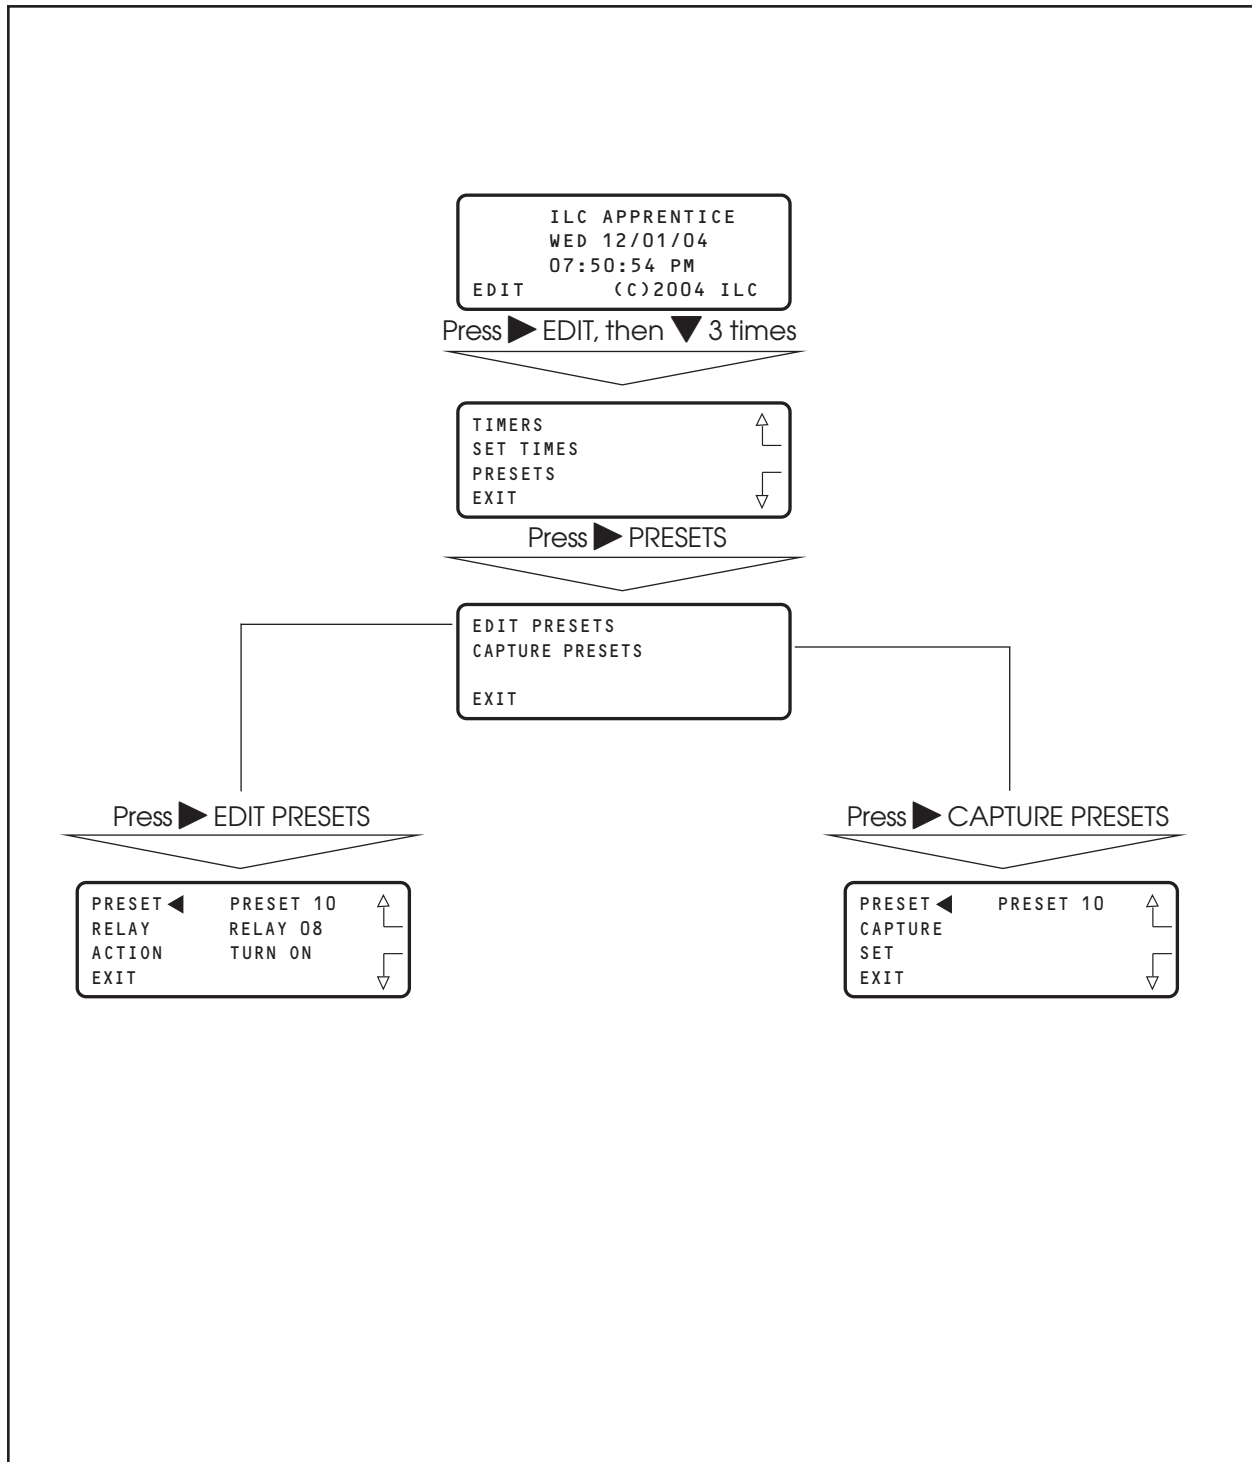 ILC APPRENTICE
WED 12/01/04
07:50:54 PM
EDIT (C)2004 ILC
Press ▶ EDIT, then ▼ 3 times
TIMERS
SET TIMES
PRESETS
EXIT
Press ▶ PRESETS
EDIT PRESETS
CAPTURE PRESETS
EXIT
Press ▶ EDIT PRESETS
PRESET ◀ PRESET 10
RELAY RELAY 08
ACTION TURN ON
EXIT
Press ▶ CAPTURE PRESETS
PRESET ◀ PRESET 10
CAPTURE
SET
EXIT